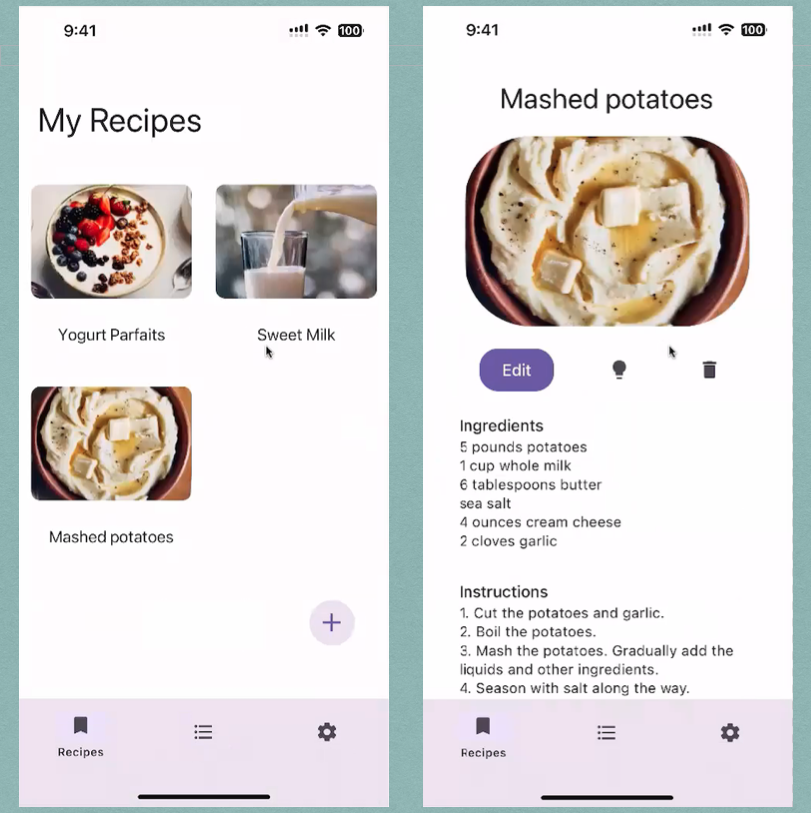 9:41
100
My Recipes
Yogurt Parfaits
Sweet Milk
Mashed potatoes
Recipes
9:41
100
Mashed potatoes
Edit
Ingredients
5 pounds potatoes
1 cup whole milk
6 tablespoons butter
sea salt
4 ounces cream cheese
2 cloves garlic
Instructions
1. Cut the potatoes and garlic.
2. Boil the potatoes.
3. Mash the potatoes. Gradually add the
liquids and other ingredients.
4. Season with salt along the way.
Recipes